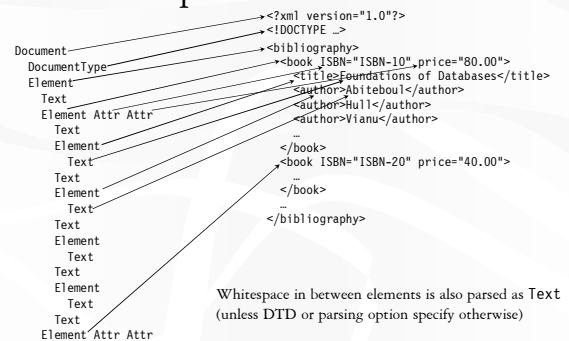 Document
DocumentType
Element
Text
Element Attr Attr
Text
Element
Text
Text
Element
Text
Text
Element
Text
Text
Element
Text
Text
Element Attr Attr
<?xml version="1.0"?>
<!DOCTYPE …>
<bibliography>
<book ISBN="ISBN-10" price="80.00">
<title>Foundations of Databases</title>
<author>Abiteboul</author>
<author>Hull</author>
<author>Vianu</author>
…
</book>
<book ISBN="ISBN-20" price="40.00">
…
</book>
…
</bibliography>
Whitespace in between elements is also parsed as Text
(unless DTD or parsing option specify otherwise)